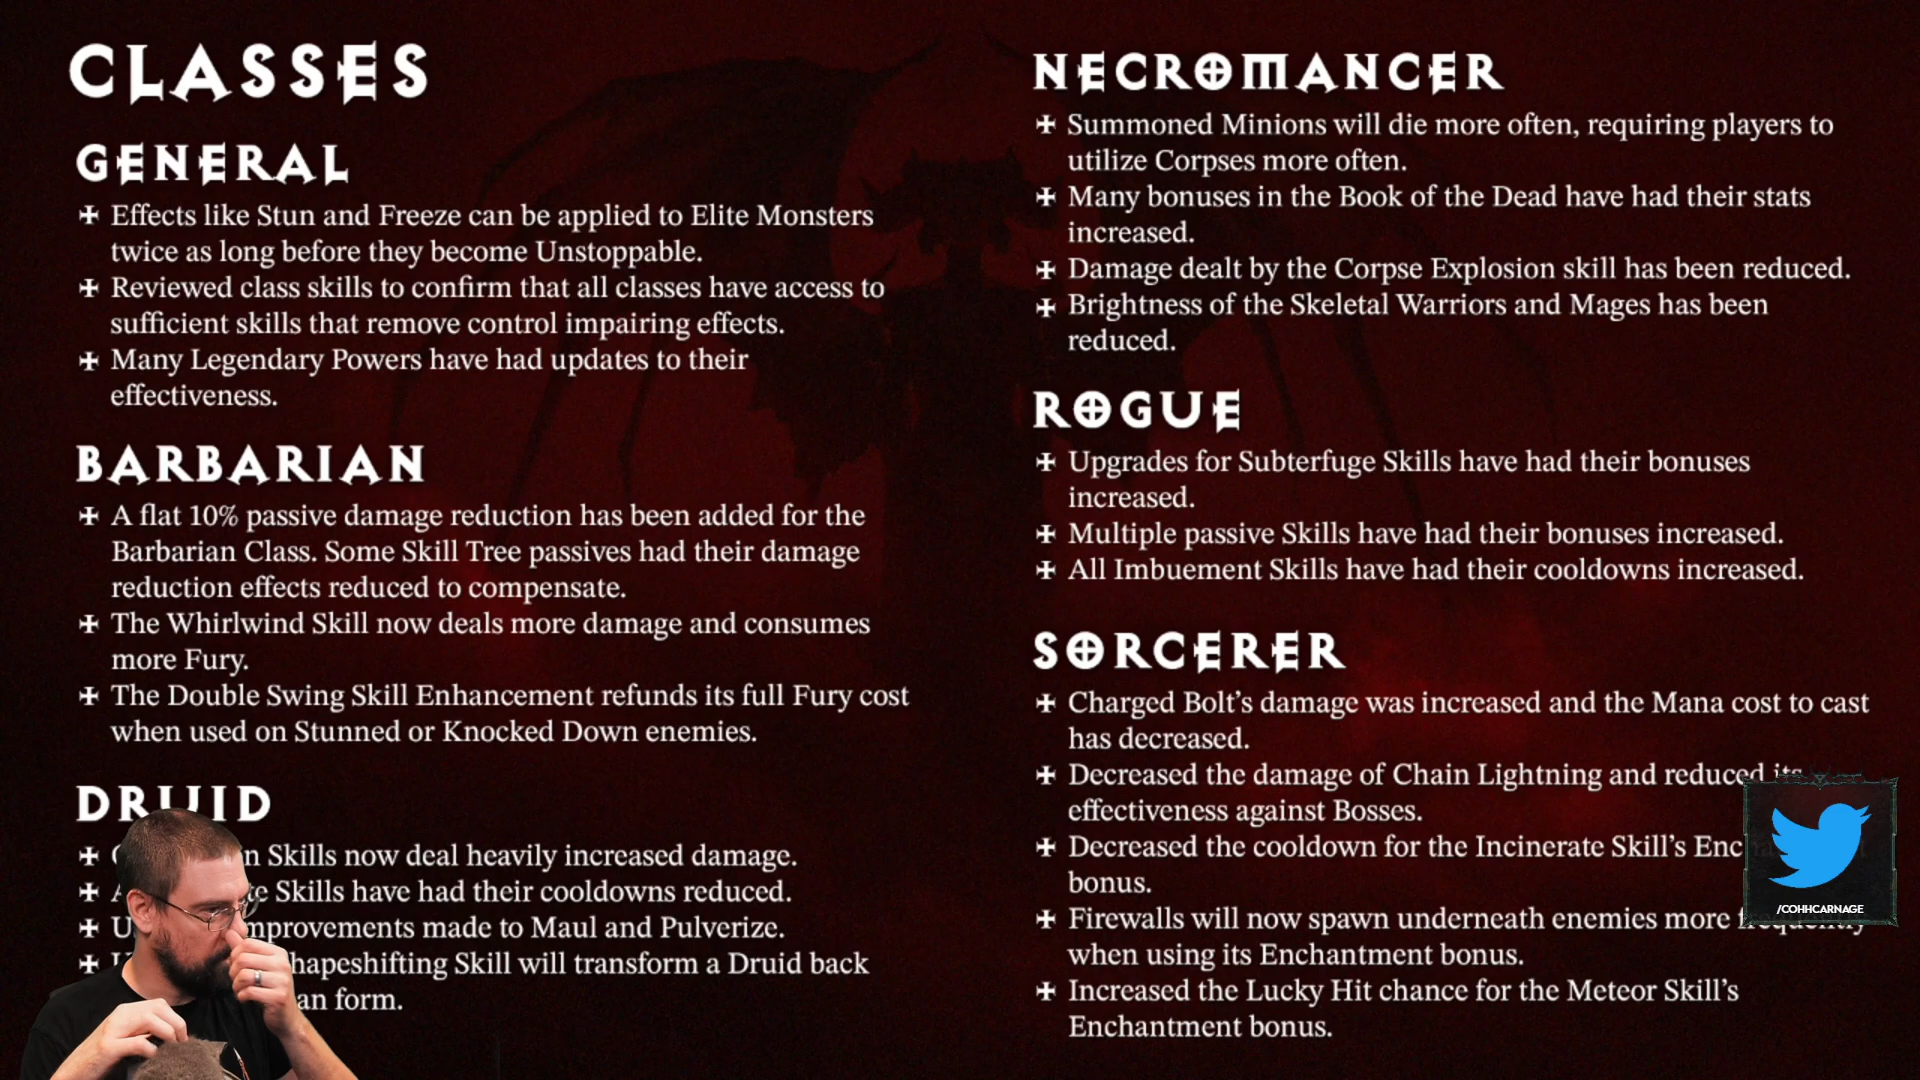 CLASSES
GENERAL
Effects like Stun and Freeze can be applied to Elite Monsters
twice as long before they become Unstoppable.
Reviewed class skills to confirm that all classes have access to
sufficient skills that remove control impairing effects.
Many Legendary Powers have had updates to their
effectiveness.
BARBARIAN
A flat 10% passive damage reduction has been added for the
Barbarian Class. Some Skill Tree passives had their damage
reduction effects reduced to compensate.
The Whirlwind Skill now deals more damage and consumes
more Fury.
The Double Swing Skill Enhancement refunds its full Fury cost
when used on Stunned or Knocked Down enemies.
DRUID
Skills now deal heavily increased damage.
Skills have had their cooldowns reduced.
made to Maul and Pulverize.
Skill will transform a Druid back
form.
NECROMANCER
Summoned Minions will die more often, requiring players to
utilize Corpses more often.
Many bonuses in the Book of the Dead have had their stats
increased.
Damage dealt by the Corpse Explosion skill has been reduced.
Brightness of the Skeletal Warriors and Mages has been
reduced.
ROGUE
Upgrades for Subterfuge Skills have had their bonuses
increased.
Multiple passive Skills have had their bonuses increased.
All Imbuement Skills have had their cooldowns increased.
SORCERER
Charged Bolt's damage was increased and the Mana cost to cast
has decreased.
Decreased the damage of Chain Lightning and reduced its
effectiveness against Bosses.
Decreased the cooldown for the Incinerate Skill's
bonus.
Firewalls will now spawn underneath enemies more frequently
when using its Enchantment bonus.
Increased the Lucky Hit chance for the Meteor Skill's
Enchantment bonus.
/COHHCARNAGE